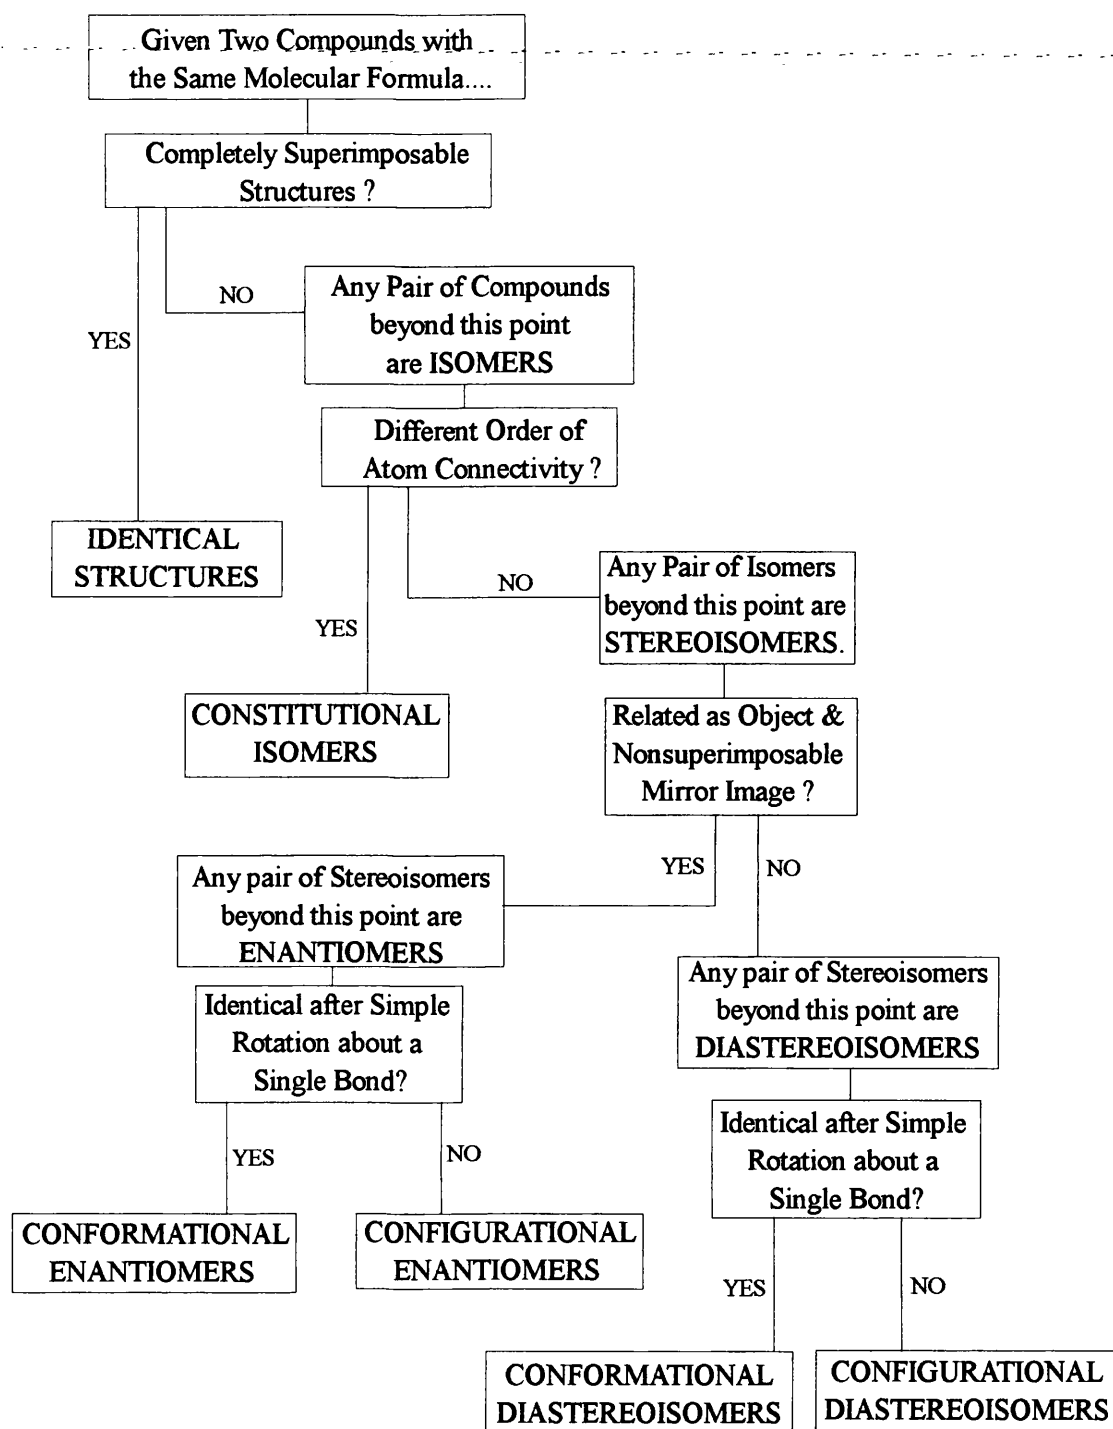 Given Two Compounds with
the Same Molecular Formula....
Completely Superimposable
Structures ?
NO
YES
Any Pair of Compounds
beyond this point
are ISOMERS
Different Order of
Atom Connectivity ?
IDENTICAL
STRUCTURES
NO
YES
Any Pair of Isomers
beyond this point are
STEREOISOMERS.
CONSTITUTIONAL
ISOMERS
Related as Object &
Nonsuperimposable
Mirror Image ?
YES
NO
Any pair of Stereoisomers
beyond this point are
ENANTIOMERS
Identical after Simple
Rotation about a
Single Bond?
Any pair of Stereoisomers
beyond this point are
DIASTEREOISOMERS
YES
NO
Identical after Simple
Rotation about a
Single Bond?
CONFORMATIONAL
ENANTIOMERS
CONFIGURATIONAL
ENANTIOMERS
YES
NO
CONFORMATIONAL
DIASTEREOISOMERS
CONFIGURATIONAL
DIASTEREOISOMERS